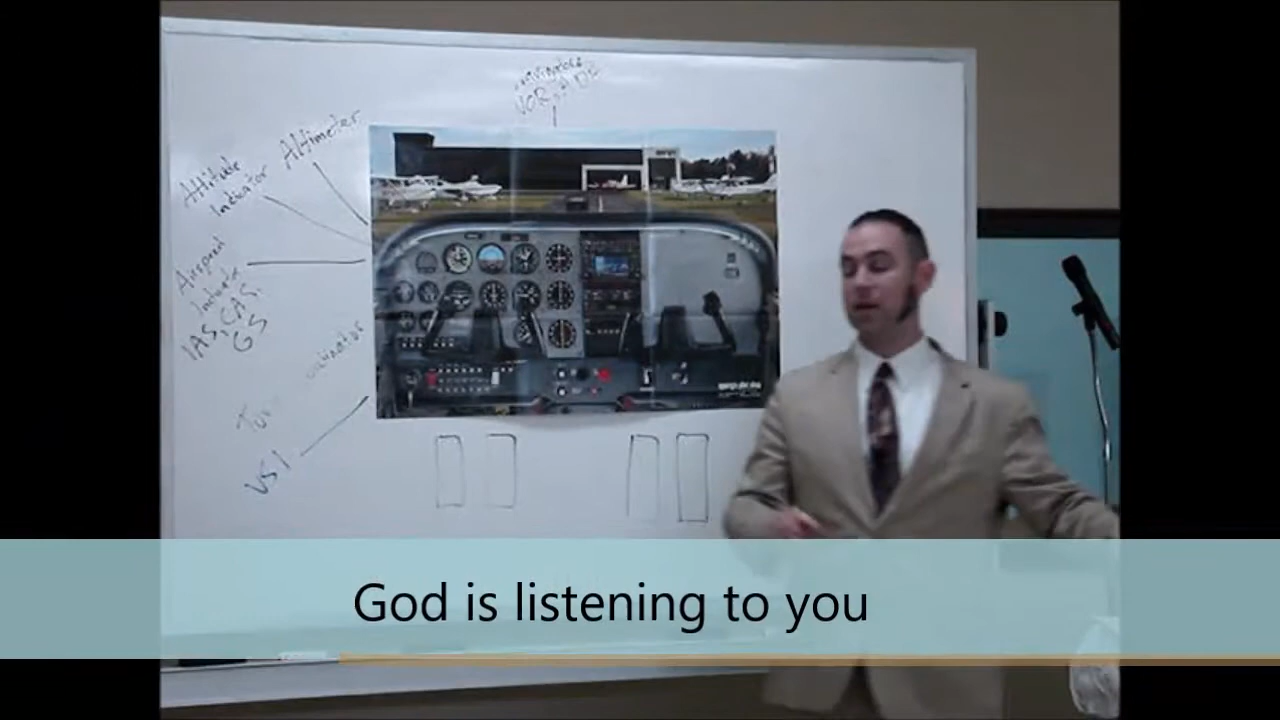 VOR
Altimeter
Attitude
Indicator
Airspeed
Indicator
IAS, CAS,
GS
VSI
God is listening to you